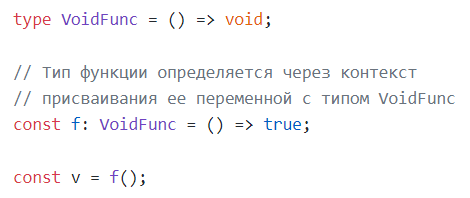 type VoidFunc = () => void;
// Тип функции определяется через контекст
// присваивания ее переменной с типом VoidFunc
const f: VoidFunc = () => true;
const v = f();